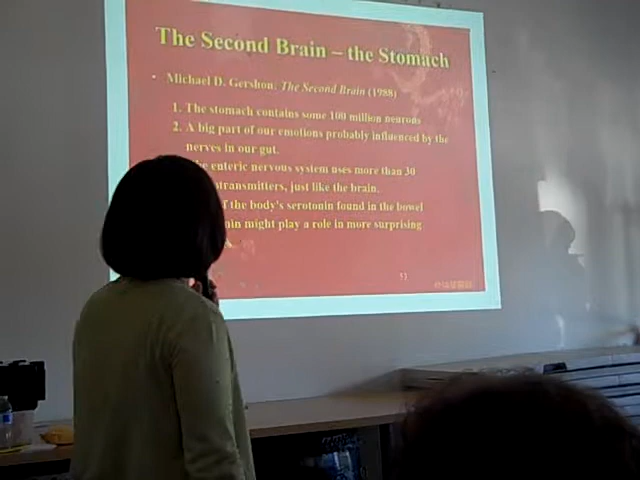 The Second Brain – the Stomach
• Michael D. Gershon: The Second Brain (1988)
1. The stomach contains some 100 million neurons
2. A big part of our emotions probably influenced by the
nerves in our gut.
enteric nervous system uses more than 30
transmitters, just like the brain.
of the body's serotonin found in the bowel
might play a role in more surprising